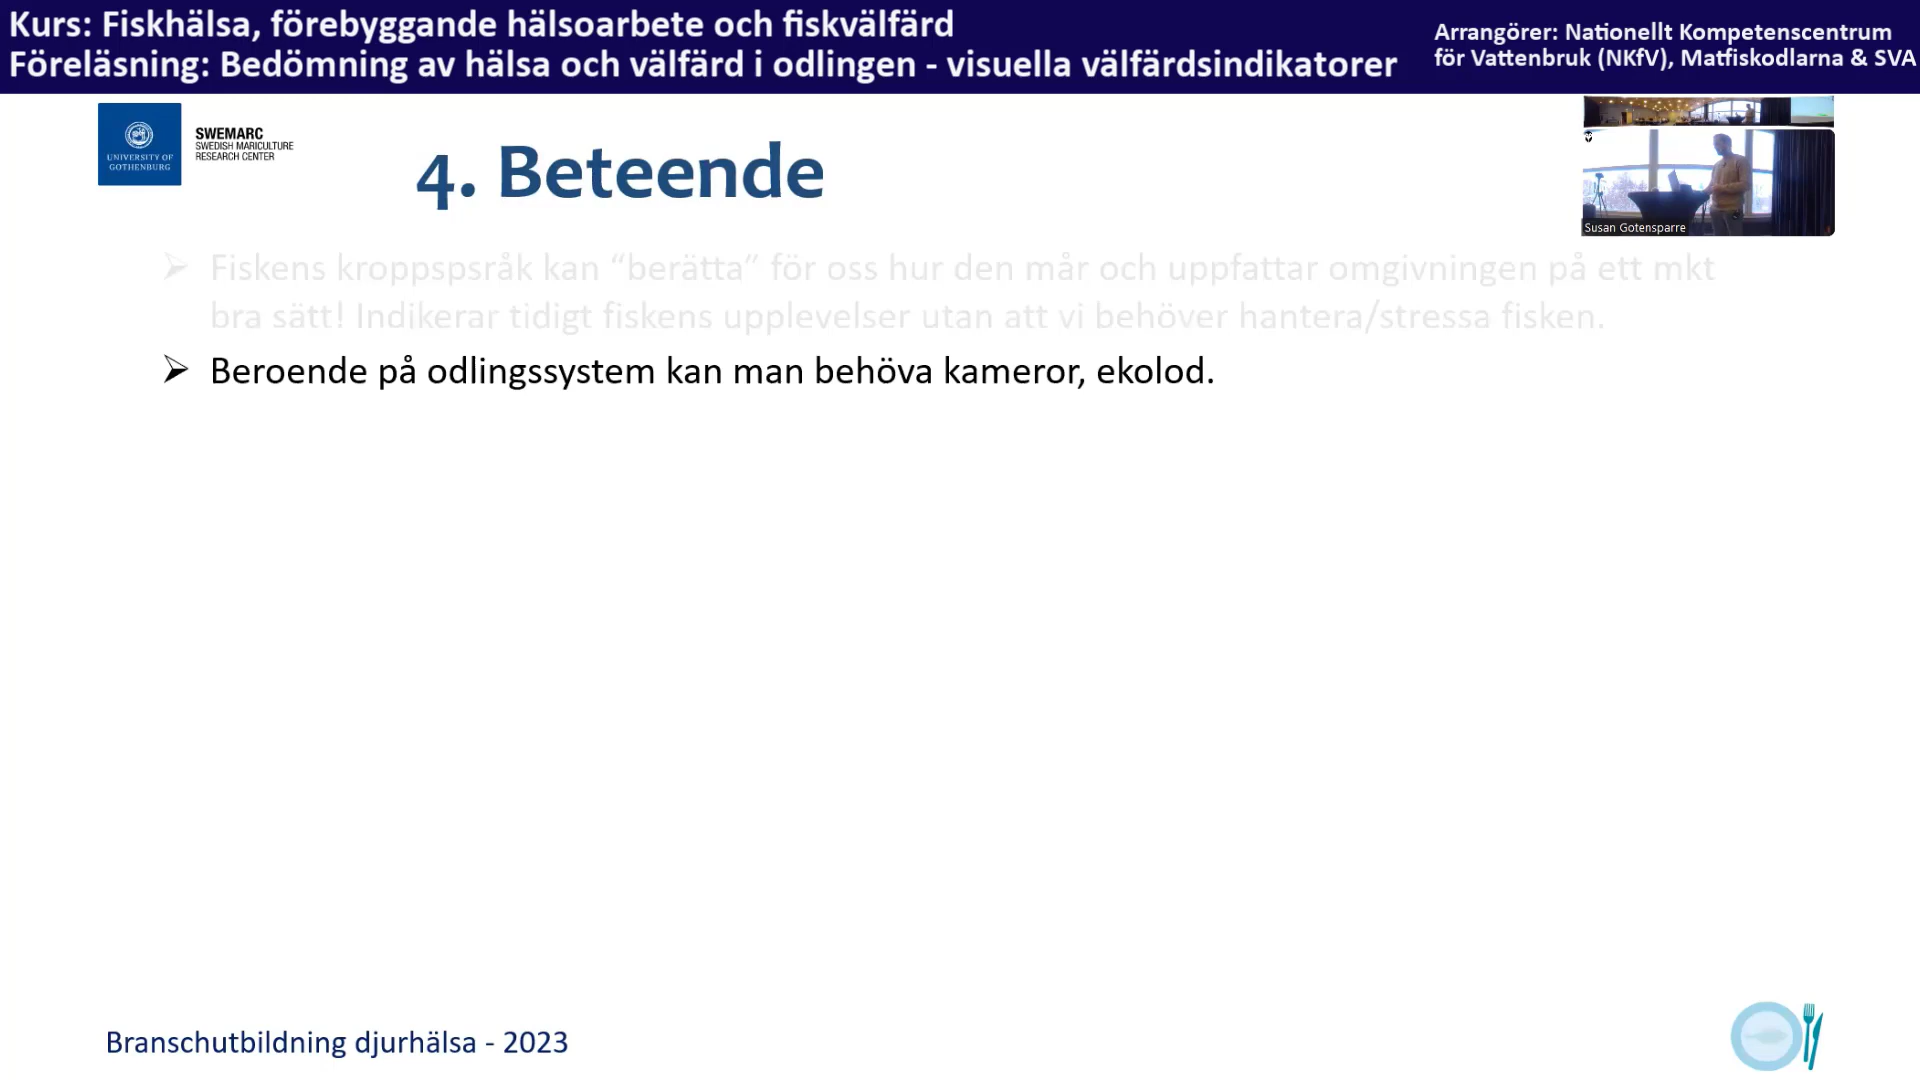 Kurs: Fiskhälsa, förebyggande hälsoarbete och fiskvälfärd
Föreläsning: Bedömning av hälsa och välfärd i odlingen - visuella välfärdsindikatorer
Arrangörer: Nationellt Kompetenscentrum
för Vattenbruk (NKfV), Matfiskodlarna & SVA
UNIVERSITY OF
GOTHENBURG
SWEMARC
SWEDISH MARICULTURE
RESEARCH CENTER
4. Beteende
Susan Gotensparre
➢ Fiskens kroppspsråk kan “berätta” för oss hur den mår och uppfattar omgivningen på ett mkt
bra sätt! Indikerar tidigt fiskens upplevelser utan att vi behöver hantera/stressa fisken.
➢ Beroende på odlingssystem kan man behöva kameror, ekolod.
Branschutbildning djurhälsa - 2023